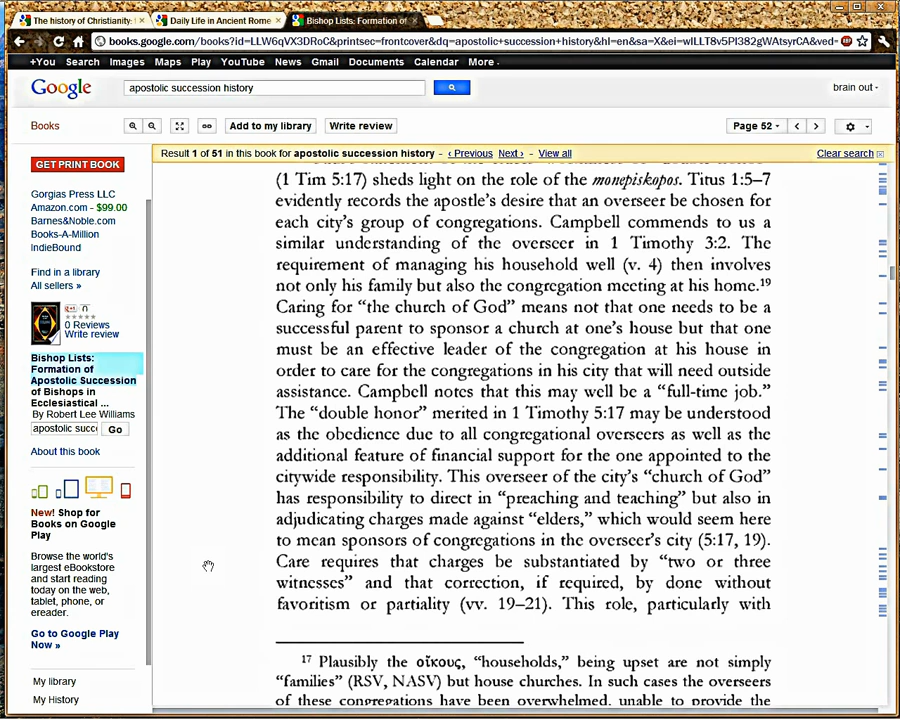 The history of Christianity:
Daily Life in Ancient Rome
Bishop Lists: Formation of
books.google.com/books?id=LLW6qVX3DRoC&printsec=frontcover&dq=apostolic+succession+history&hl=en&sa=X&ei=
+You Search Images Maps Play YouTube News Gmail Documents Calendar More
Google
apostolic succession history
brain out
Books
Add to my library
Write review
Page 52
Result 1 of 51 in this book for apostolic succession history - ‹ Previous Next › - View all
Clear search
GET PRINT BOOK
Gorgias Press LLC
Amazon.com - $99.00
Barnes&Noble.com
Books-A-Million
IndieBound
Find in a library
All sellers »
+1 0
0 Reviews
Write review
Bishop Lists:
Formation of
Apostolic Succession
of Bishops in
Ecclesiastical ...
By Robert Lee Williams
apostolic succ
Go
About this book
New! Shop for
Books on Google
Play
Browse the world's
largest eBookstore
and start reading
today on the web,
tablet, phone, or
ereader.
Go to Google Play
Now »
My library
My History
(1 Tim 5:17) sheds light on the role of the monepiskopos. Titus 1:5–7
evidently records the apostle's desire that an overseer be chosen for
each city's group of congregations. Campbell commends to us a
similar understanding of the overseer in 1 Timothy 3:2. The
requirement of managing his household well (v. 4) then involves
not only his family but also the congregation meeting at his home.19
Caring for “the church of God” means not that one needs to be a
successful parent to sponsor a church at one's house but that one
must be an effective leader of the congregation at his house in
order to care for the congregations in his city that will need outside
assistance. Campbell notes that this may well be a “full-time job.”
The “double honor” merited in 1 Timothy 5:17 may be understood
as the obedience due to all congregational overseers as well as the
additional feature of financial support for the one appointed to the
citywide responsibility. This overseer of the city's “church of God”
has responsibility to direct in “preaching and teaching” but also in
adjudicating charges made against “elders,” which would seem here
to mean sponsors of congregations in the overseer's city (5:17, 19).
Care requires that charges be substantiated by “two or three
witnesses” and that correction, if required, by done without
favoritism or partiality (vv. 19–21). This role, particularly with
17 Plausibly the οἴκους, “households,” being upset are not simply
“families” (RSV, NASV) but house churches. In such cases the overseers
of these congregations have been overwhelmed, unable to provide the